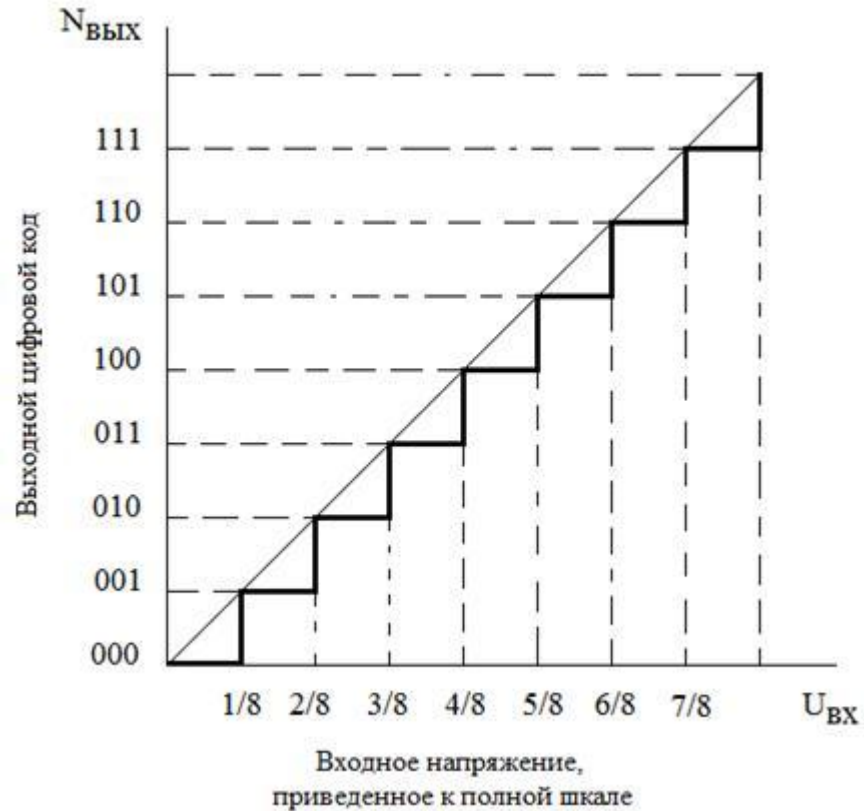 NВЫХ
Выходной цифровой код
111
110
101
100
011
010
001
000
1/8 2/8 3/8 4/8 5/8 6/8 7/8 UВХ
Входное напряжение,
приведенное к полной шкале